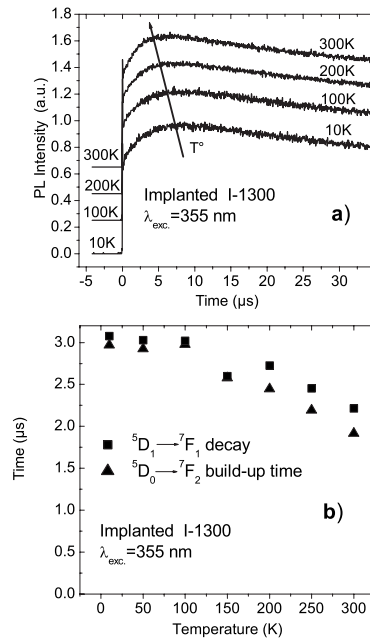 1.8
a)
1.6
300K
1.4
200K
1.2
100K
1.0
10K
0.8
T°
300K
0.6
200K
Implanted I-1300
0.4
100K
λexc.=355 nm
0.2
10K
0.0
PL Intensity (a.u.)
-5 0 5 10 15 20 25 30
Time (µs)
3.0
2.5
2.0
⁵D₁→⁷F₁ decay
⁵D₀→⁷F₂ build-up time
1.5
1.0
b)
Implanted I-1300
0.5
λexc.=355 nm
0.0
Time (µs)
0 50 100 150 200 250 300
Temperature (K)